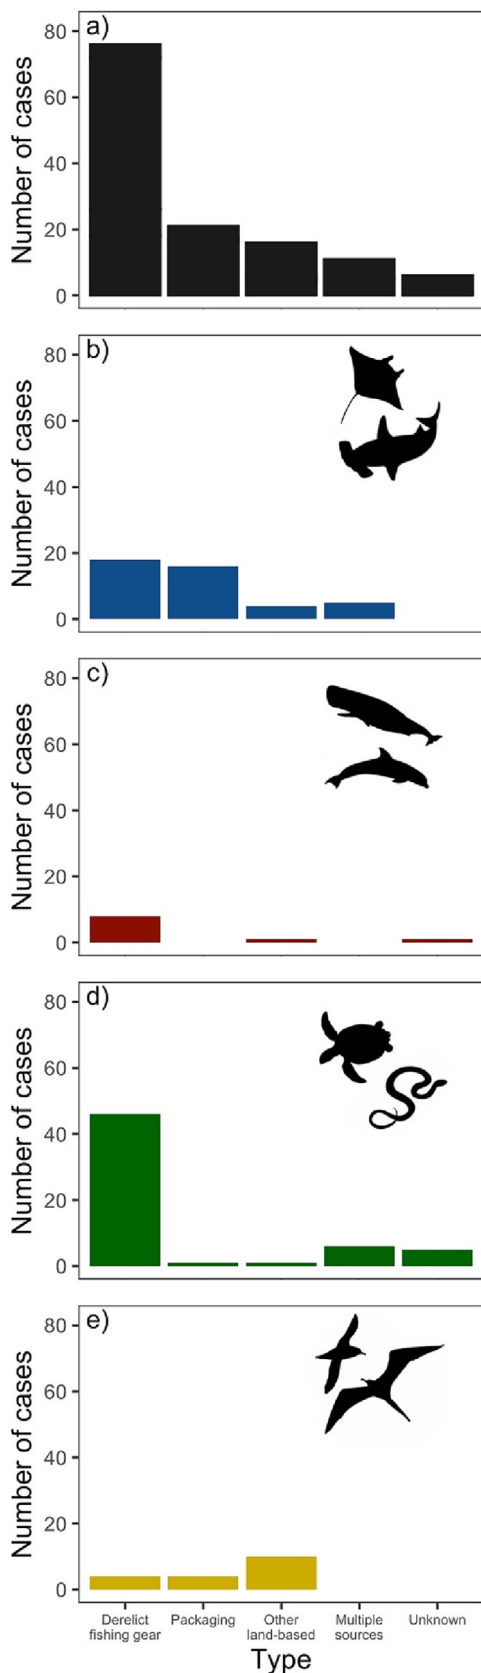 a)
Number of cases
80
60
40
20
0
b)
Number of cases
80
60
40
20
0
c)
Number of cases
80
60
40
20
0
d)
Number of cases
80
60
40
20
0
e)
Number of cases
80
60
40
20
0
Derelict
fishing gear
Packaging
Other
land-based
Multiple
sources
Unknown
Type